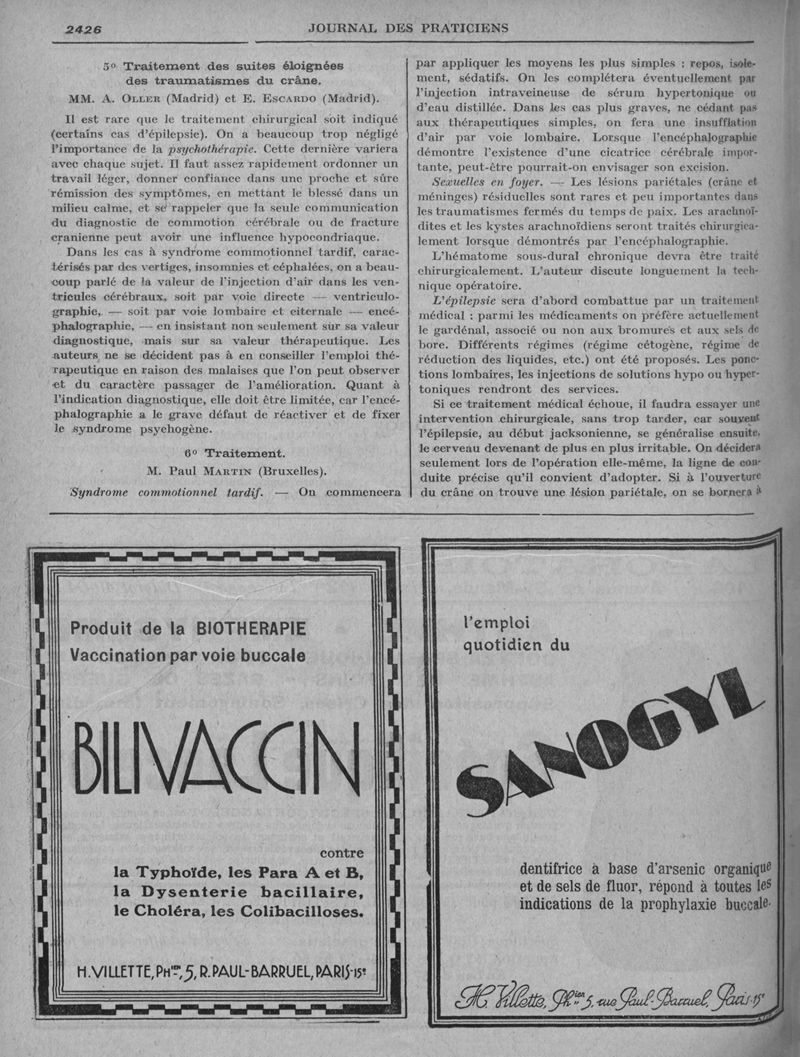 2426
JOURNAL DES PRATICIENS
5° Traitement des suites éloignées
des traumatismes du crâne.
MM. A. OLLER (Madrid) et E. ESCARDO (Madrid).
Il est rare que le traitement chirurgical soit indiqué
(certains cas d'épilepsie). On a beaucoup trop négligé
l'importance de la psychothérapie. Cette dernière variera
avec chaque sujet. Il faut assez rapidement ordonner un
travail léger, donner confiance dans une proche et sûre
rémission des symptômes, en mettant le blessé dans un
milieu calme, et se rappeler que la seule communication
du diagnostic de commotion cérébrale ou de fracture
cranienne peut avoir une influence hypocondriaque.
Dans les cas à syndrome commotionnel tardif, carac-
térisés par des vertiges, insomnies et céphalées, on a beau-
coup parlé de la valeur de l'injection d'air dans les ven-
tricules cérébraux, soit par voie directe — ventriculo-
graphie, — soit par voie lombaire et citernale — encé-
phalographie, — en insistant non seulement sur sa valeur
diagnostique, mais sur sa valeur thérapeutique. Les
auteurs ne se décident pas à en conseiller l'emploi thé-
rapeutique en raison des malaises que l'on peut observer
et du caractère passager de l'amélioration. Quant à
l'indication diagnostique, elle doit être limitée, car l'encé-
phalographie a le grave défaut de réactiver et de fixer
le syndrome psychogène.
6° Traitement.
M. Paul MARTIN (Bruxelles).
Syndrome commotionnel tardif. — On commencera
par appliquer les moyens les plus simples : repos, isole-
ment, sédatifs. On les complétera éventuellement par
l'injection intraveineuse de sérum hypertonique ou
d'eau distillée. Dans les cas plus graves, ne cédant pas
aux thérapeutiques simples, on fera une insufflation
d'air par voie lombaire. Lorsque l'encéphalographie
démontre l'existence d'une cicatrice cérébrale impor-
tante, peut-être pourrait-on envisager son excision.
Sexuelles en foyer. — Les lésions pariétales (crâne et
méninges) résiduelles sont rares et peu importantes dans
les traumatismes fermés du temps de paix. Les arachnoï-
dites et les kystes arachnoïdiens seront traités chirurgica-
lement lorsque démontrés par l'encéphalographie.
L'hématome sous-dural chronique devra être traité
chirurgicalement. L'auteur discute longuement la tech-
nique opératoire.
L'épilepsie sera d'abord combattue par un traitement
médical : parmi les médicaments on préfère actuellement
le gardénal, associé ou non aux bromures et aux sels de
bore. Différents régimes (régime cétogène, régime de
réduction des liquides, etc.) ont été proposés. Les ponc-
tions lombaires, les injections de solutions hypo ou hyper-
toniques rendront des services.
Si ce traitement médical échoue, il faudra essayer une
intervention chirurgicale, sans trop tarder, car souvent
l'épilepsie, au début jacksonienne, se généralise ensuite,
le cerveau devenant de plus en plus irritable. On décidera
seulement lors de l'opération elle-même, la ligne de con-
duite précise qu'il convient d'adopter. Si à l'ouverture
du crâne on trouve une lésion pariétale, on se bornera à
Produit de la BIOTHERAPIE
Vaccination par voie buccale
BILIVACCIN
contre
la Typhoïde, les Para A et B,
la Dysenterie bacillaire,
le Choléra, les Colibacilloses.
H. VILLETTE, PHien, 5, R. PAUL-BARRUEL, PARIS-15e
l'emploi
quotidien du
SANOGYL
dentifrice à base d'arsenic organique
et de sels de fluor, répond à toutes les
indications de la prophylaxie buccale.
H. Villette, Phien 5, rue Paul-Barruel, Paris-15e